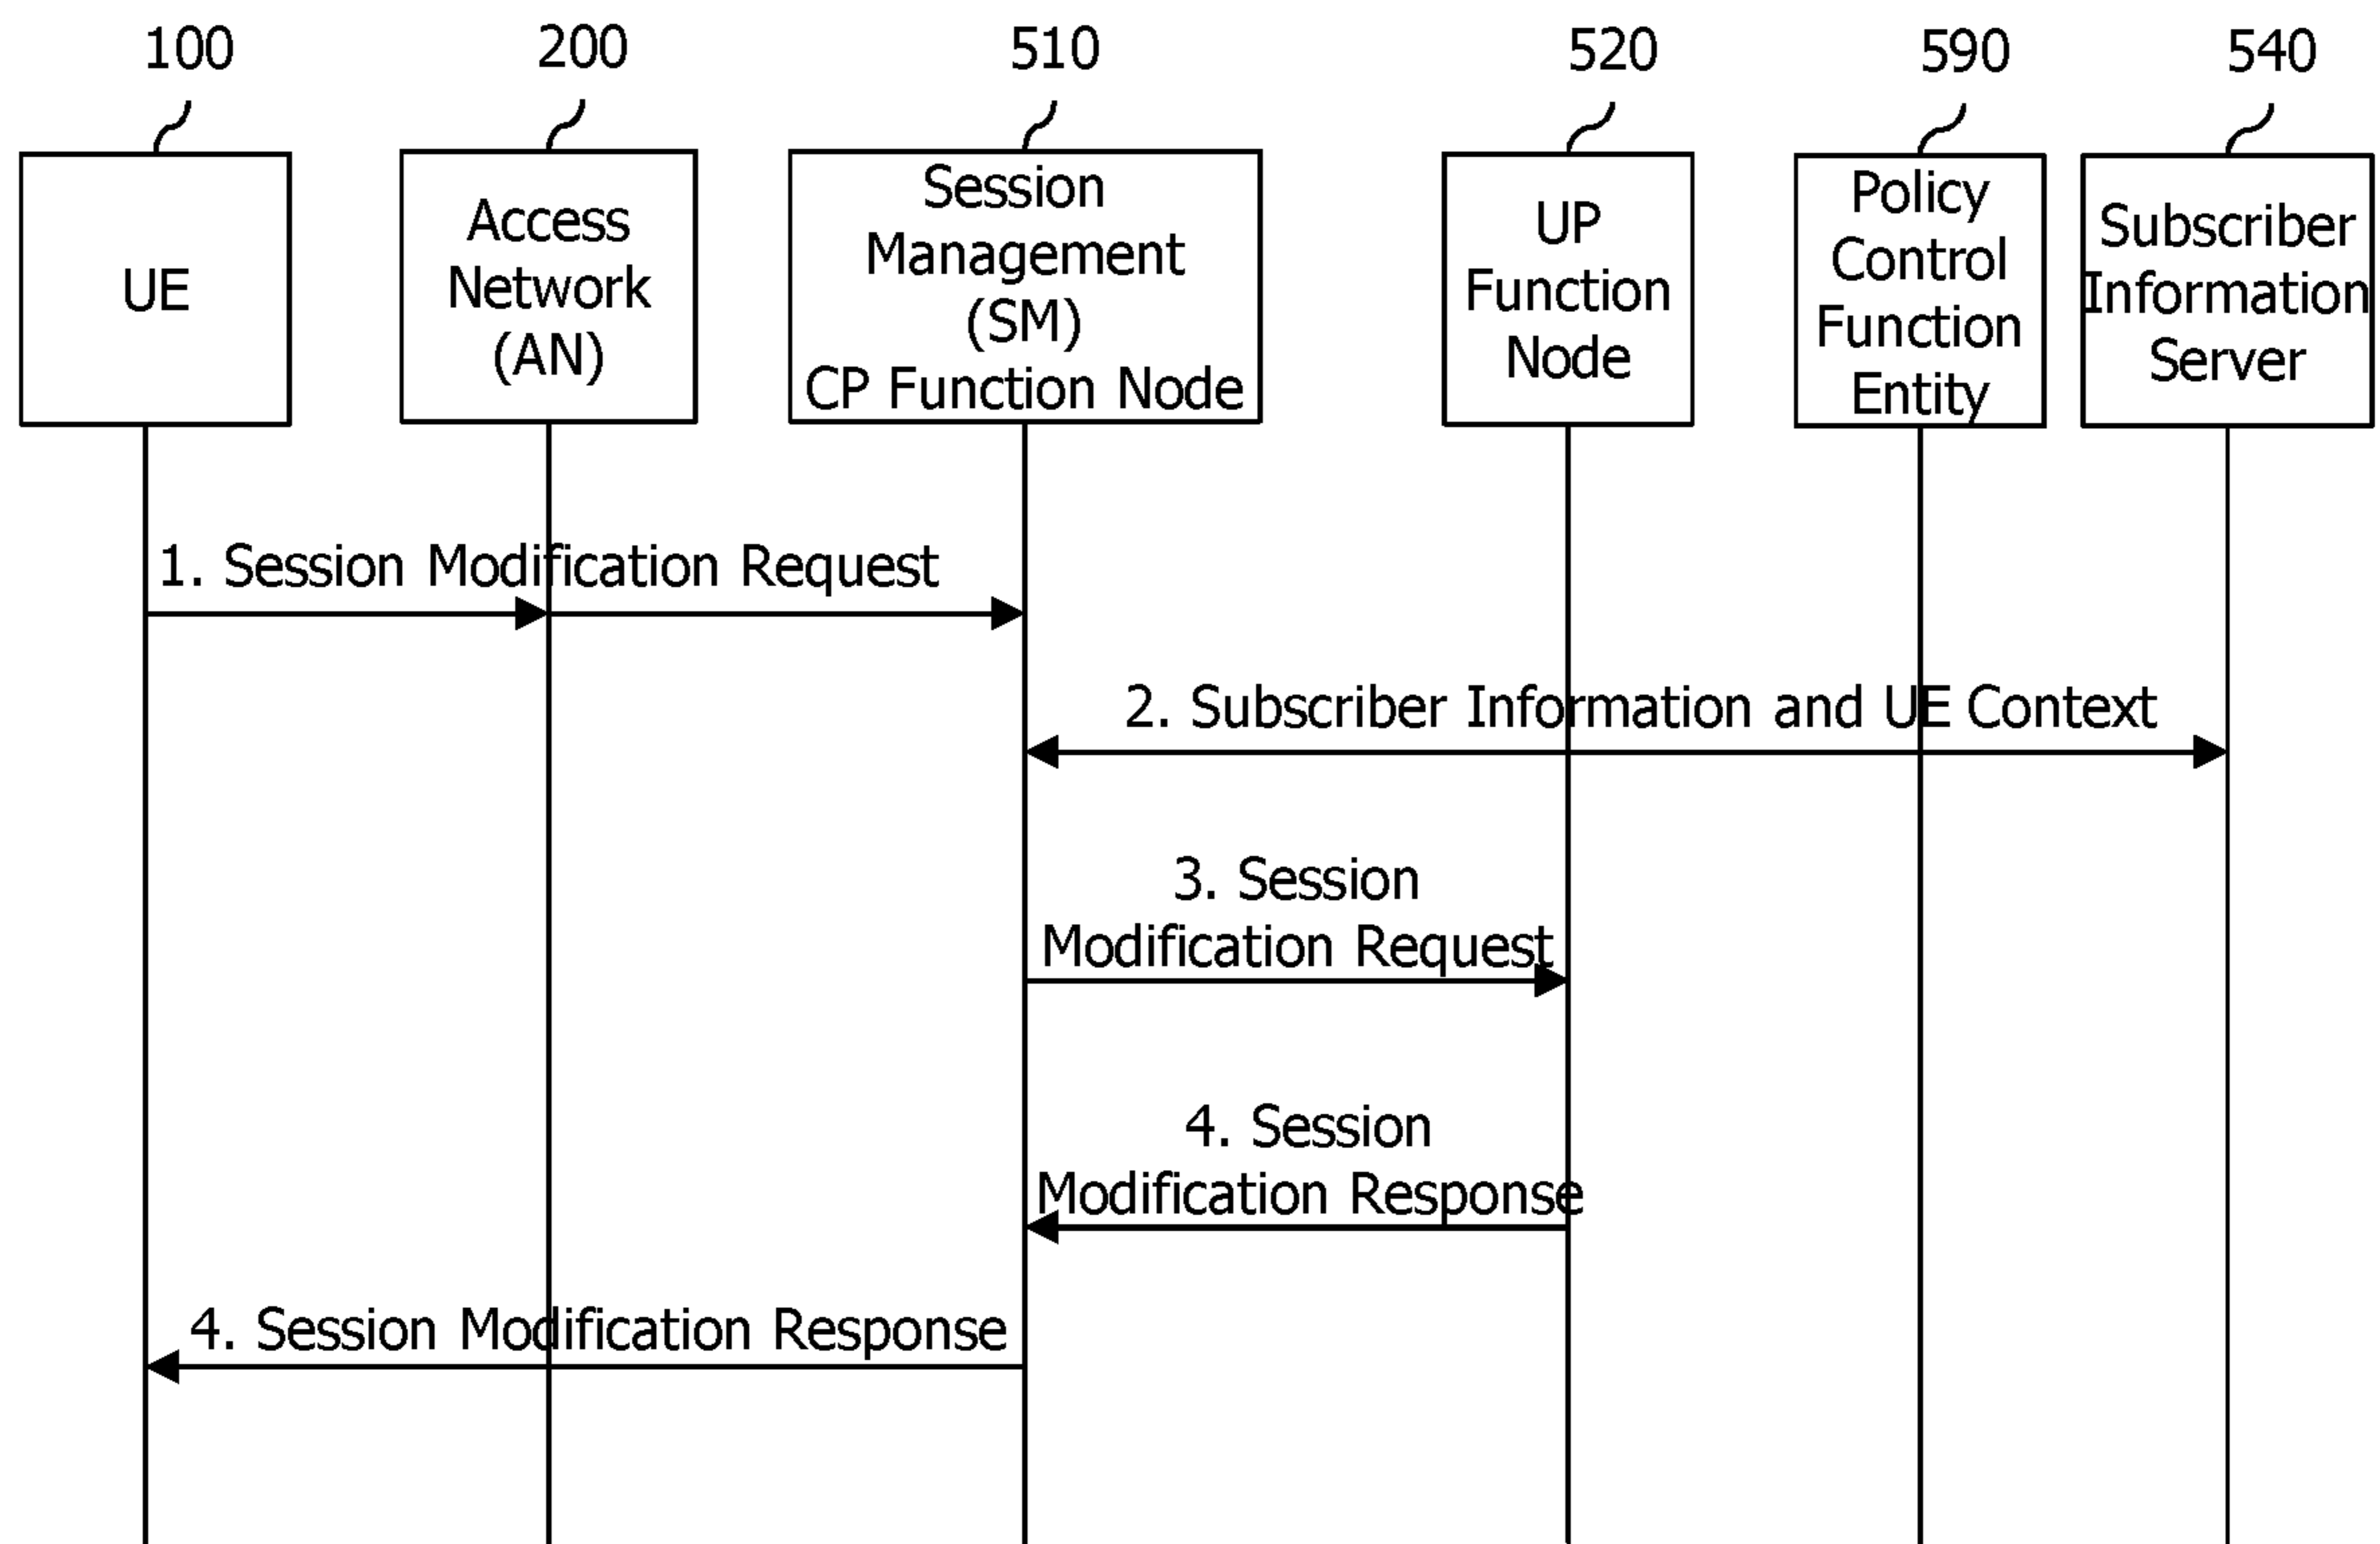 100
200
510
520
590
540
UE
Access
Network
(AN)
Session
Management
(SM)
CP Function Node
UP
Function
Node
Policy
Control
Function
Entity
Subscriber
Information
Server
1. Session Modification Request
2. Subscriber Information and UE Context
3. Session
Modification Request
4. Session
Modification Response
4. Session Modification Response